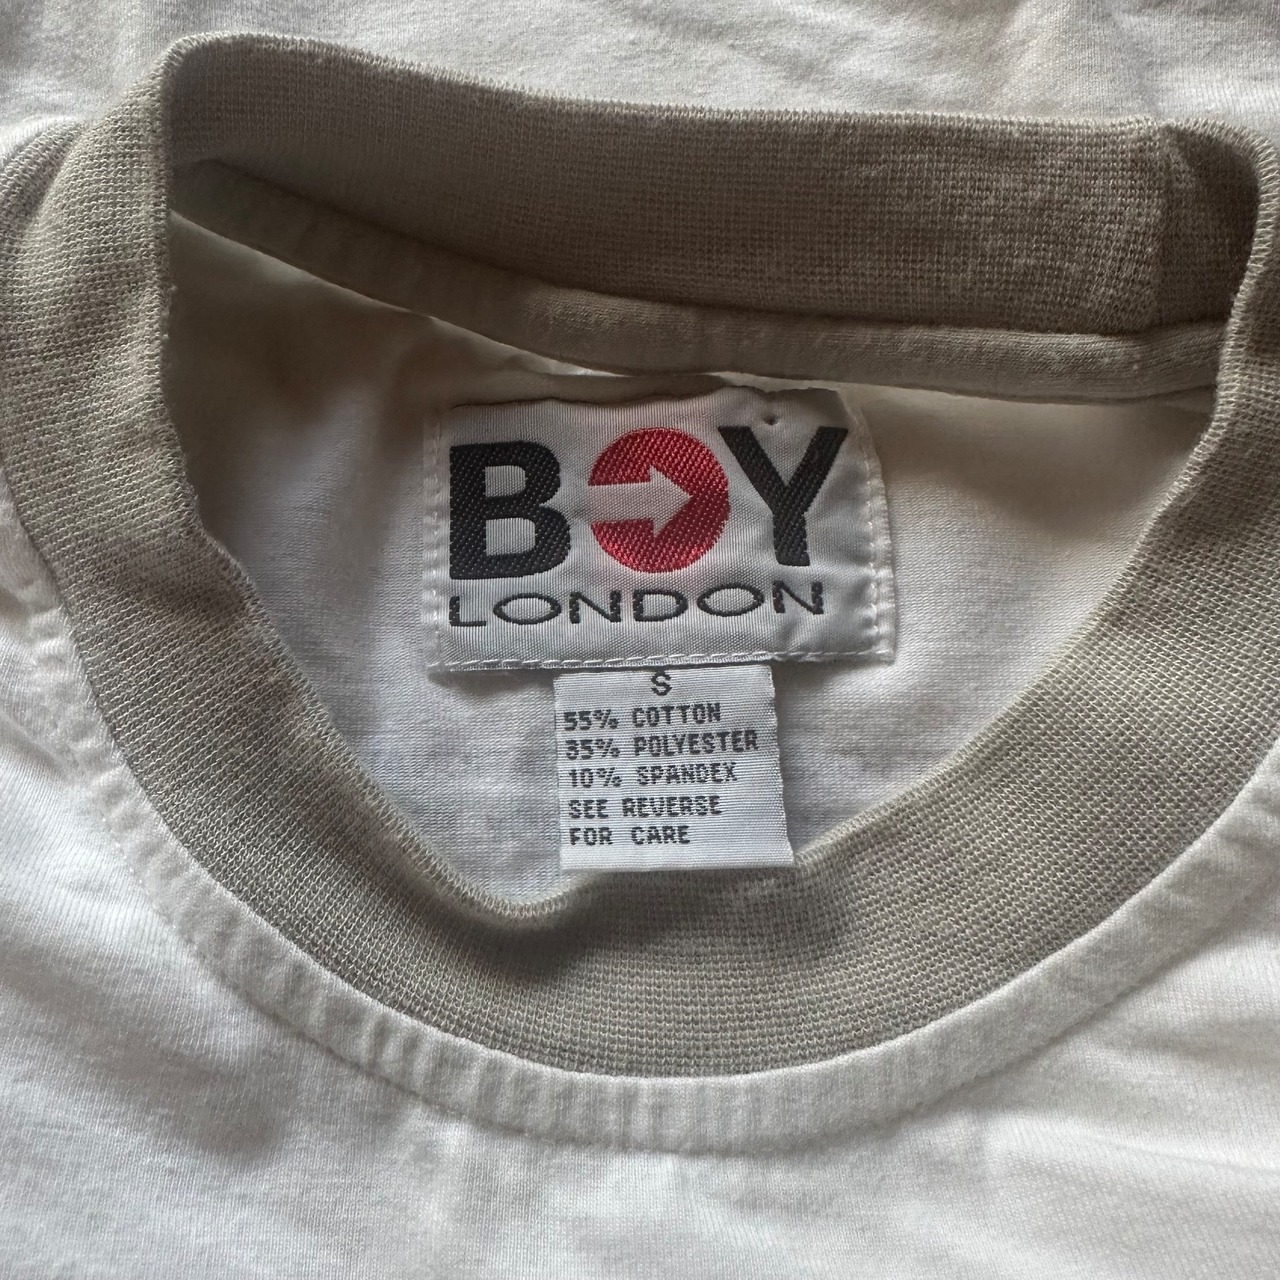 BOY
LONDON
S
55% COTTON
35% POLYESTER
10% SPANDEX
SEE REVERSE
FOR CARE